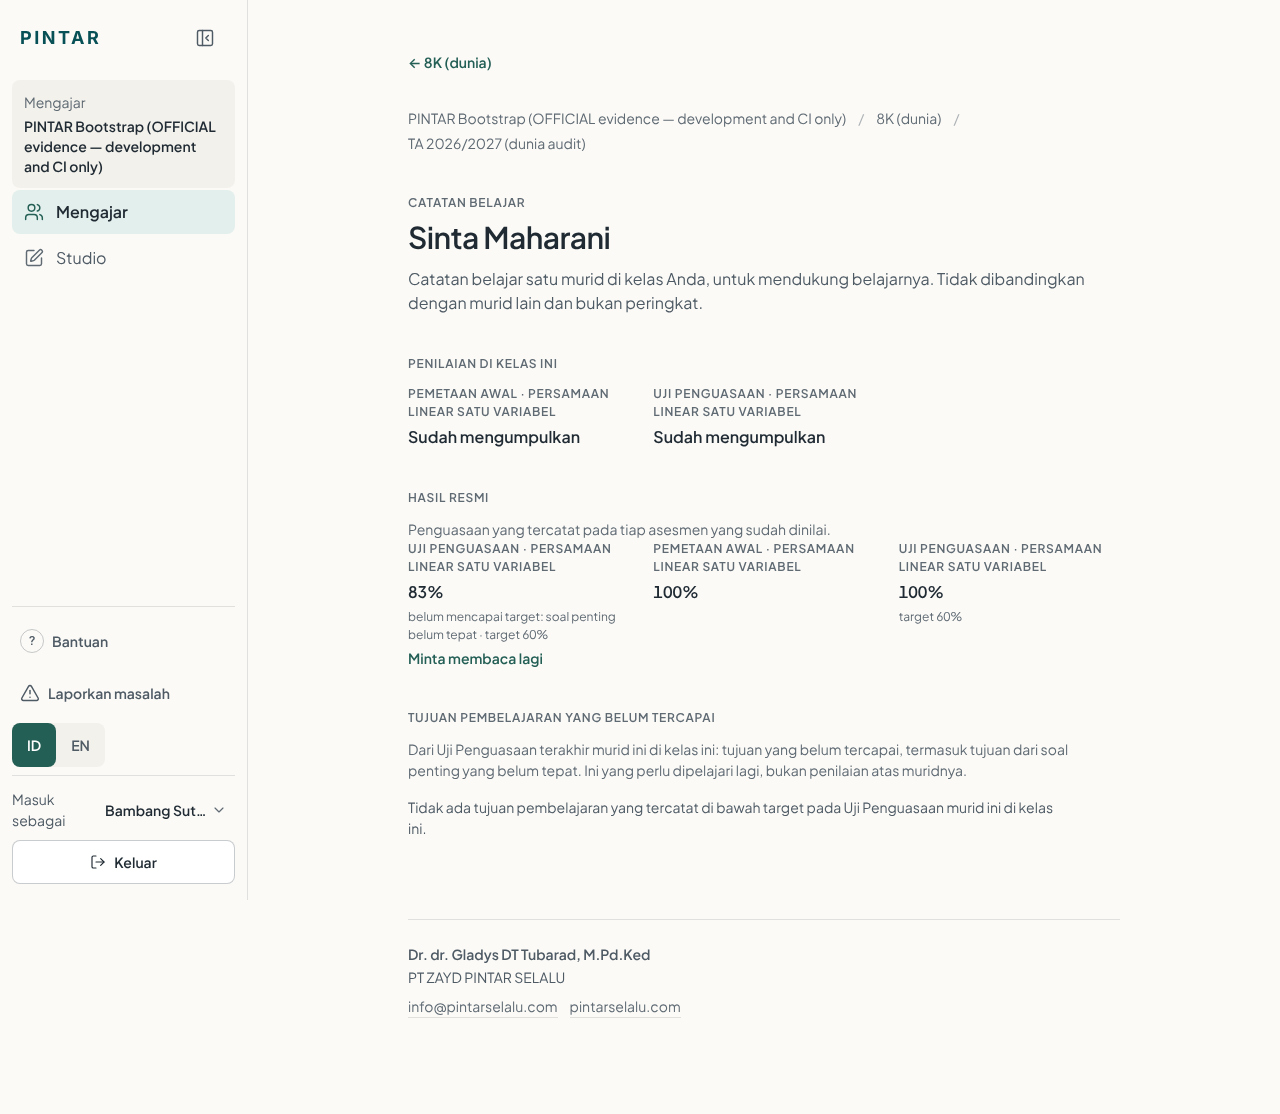 PINTAR
Mengajar
PINTAR Bootstrap (OFFICIAL
evidence — development
and CI only)
Mengajar
Studio
? Bantuan
Laporkan masalah
ID EN
Masuk
sebagai
Bambang Sut…
Keluar
← 8K (dunia)
PINTAR Bootstrap (OFFICIAL evidence — development and CI only) / 8K (dunia) /
TA 2026/2027 (dunia audit)
CATATAN BELAJAR
Sinta Maharani
Catatan belajar satu murid di kelas Anda, untuk mendukung belajarnya. Tidak dibandingkan
dengan murid lain dan bukan peringkat.
PENILAIAN DI KELAS INI
PEMETAAN AWAL · PERSAMAAN
LINEAR SATU VARIABEL
Sudah mengumpulkan
UJI PENGUASAAN · PERSAMAAN
LINEAR SATU VARIABEL
Sudah mengumpulkan
HASIL RESMI
Penguasaan yang tercatat pada tiap asesmen yang sudah dinilai.
UJI PENGUASAAN · PERSAMAAN
LINEAR SATU VARIABEL
83%
belum mencapai target: soal penting
belum tepat · target 60%
Minta membaca lagi
PEMETAAN AWAL · PERSAMAAN
LINEAR SATU VARIABEL
100%
UJI PENGUASAAN · PERSAMAAN
LINEAR SATU VARIABEL
100%
target 60%
TUJUAN PEMBELAJARAN YANG BELUM TERCAPAI
Dari Uji Penguasaan terakhir murid ini di kelas ini: tujuan yang belum tercapai, termasuk tujuan dari soal
penting yang belum tepat. Ini yang perlu dipelajari lagi, bukan penilaian atas muridnya.
Tidak ada tujuan pembelajaran yang tercatat di bawah target pada Uji Penguasaan murid ini di kelas
ini.
Dr. dr. Gladys DT Tubarad, M.Pd.Ked
PT ZAYD PINTAR SELALU
info@pintarselalu.com pintarselalu.com